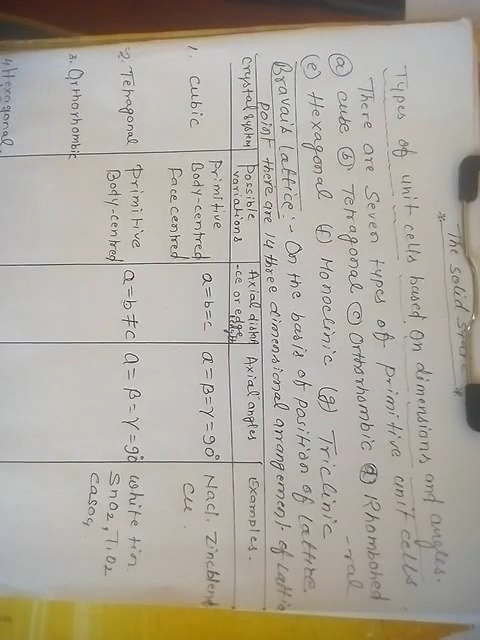 * The Solid State *
Types of unit cells based on dimensions and angles.
There are Seven types of primitive unit cells.
(a) cube (b) Tetragonal (c) Orthorhombic (d) Rhombohed
-ral
(e) Hexagonal (f) Monoclinic (g) Triclinic
Bravais lattice:- On the basis of position of lattice
point there are 14 three dimensional arrangement of lattic
Crystal system Possible variations Axial distan -ce or edge length Axial angles Examples.
1. Cubic Primitive Body-centred Face centred a=b=c α=β=γ=90° Nacl, Zincblend Cu.
2. Tetragonal Primitive Body-centred a=b≠c α=β=γ=90° White tin, SnO2, TiO2 CaSO4
3. Orthorhombic
4 Hexagonal